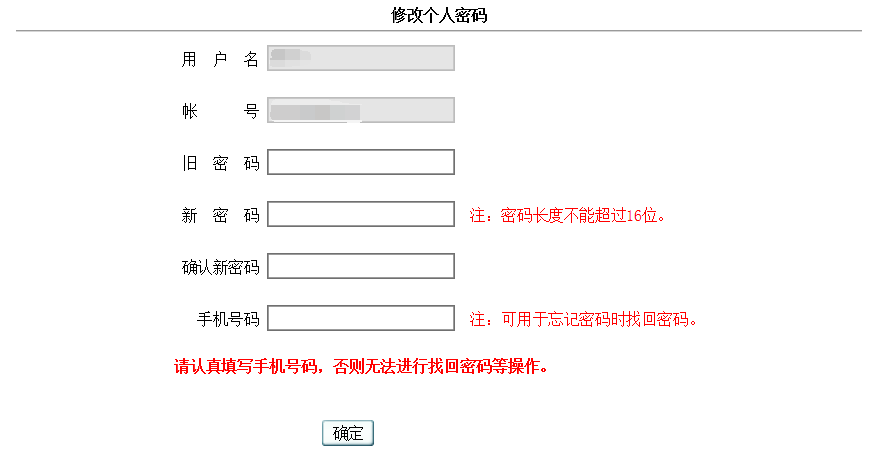 修改个人密码
用 户 名
帐 号
旧 密 码
新 密 码 注：密码长度不能超过16位。
确认新密码
手机号码 注：可用于忘记密码时找回密码。
请认真填写手机号码，否则无法进行找回密码等操作。
确定